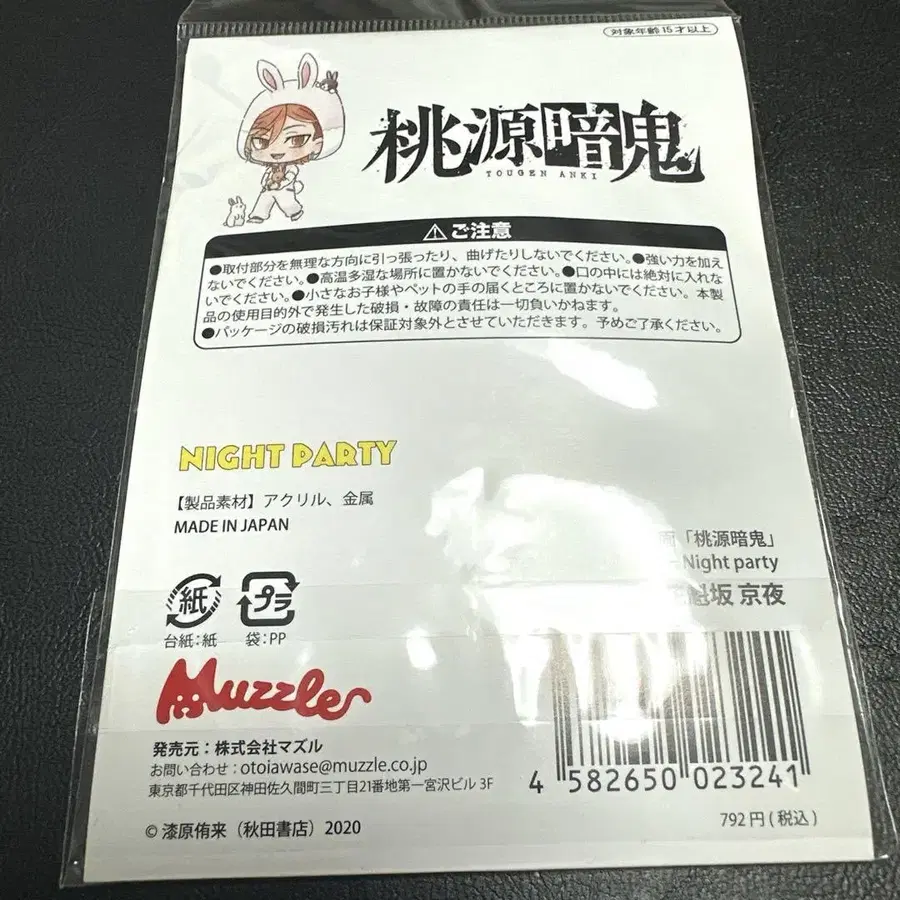 対象年齢15才以上
桃源暗鬼
TOUGEN ANKI
ご注意
●取付部分を無理な方向に引っ張ったり、曲げたりしないでください。●強い力を加え
ないでください。●高温多湿な場所に置かないでください。●口の中には絶対に入れな
いでください。●小さなお子様やペットの手の届くところに置かないでください。本製
品の使用目的外で発生した破損・故障の責任は一切負いかねます。
●パッケージの破損汚れは保証対象外とさせていただきます。予めご了承ください。
NIGHT PARTY
【製品素材】アクリル、金属
MADE IN JAPAN
「桃源暗鬼」
Night party
坂 京夜
紙
プラ
台紙:紙
袋:PP
Muzzle
発売元:株式会社マズル
お問い合わせ:otoiawase@muzzle.co.jp
東京都千代田区神田佐久間町三丁目21番地第一宮沢ビル 3F
4 582650 023241
© 漆原侑来(秋田書店)2020
792円(税込)